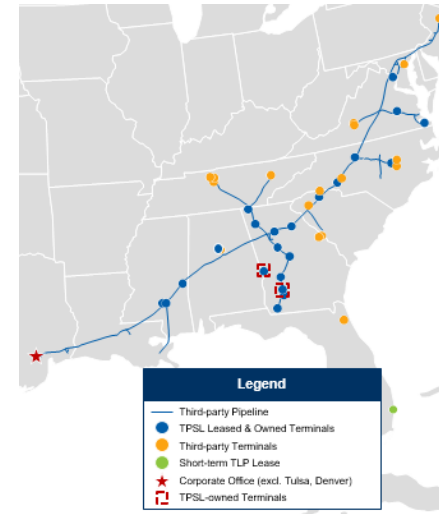 Legend
Third-party Pipeline
TPSL Leased & Owned Terminals
Third-party Terminals
Short-term TLP Lease
Corporate Office (excl. Tulsa, Denver)
TPSL-owned Terminals